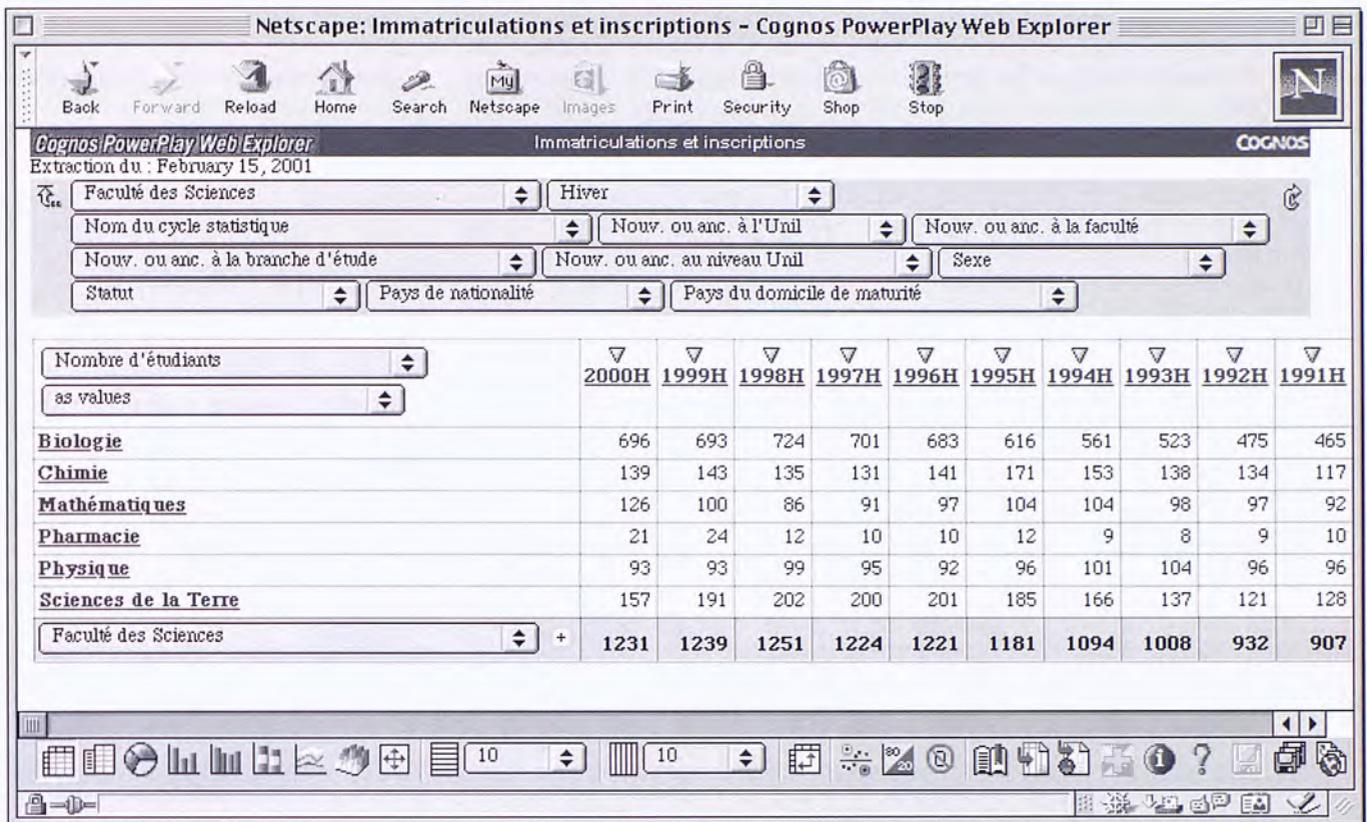 Netscape: Immatriculations et inscriptions - Cognos PowerPlay Web Explorer
Back Forward Reload Home Search My Netscape Images Print Security Shop Stop N
Cognos PowerPlay Web Explorer Immatriculations et inscriptions COGNOS
Extraction du : February 15, 2001
Faculté des Sciences Hiver
Nom du cycle statistique Nouv. ou anc. à l'Unil Nouv. ou anc. à la faculté
Nouv. ou anc. à la branche d'étude Nouv. ou anc. au niveau Unil Sexe
Statut Pays de nationalité Pays du domicile de maturité
Nombre d'étudiants 2000H 1999H 1998H 1997H 1996H 1995H 1994H 1993H 1992H 1991H
as values
Biologie 696 693 724 701 683 616 561 523 475 465
Chimie 139 143 135 131 141 171 153 138 134 117
Mathématiques 126 100 86 91 97 104 104 98 97 92
Pharmacie 21 24 12 10 10 12 9 8 9 10
Physique 93 93 99 95 92 96 101 104 96 96
Sciences de la Terre 157 191 202 200 201 185 166 137 121 128
Faculté des Sciences + 1231 1239 1251 1224 1221 1181 1094 1008 932 907
10 10 80 20 ?